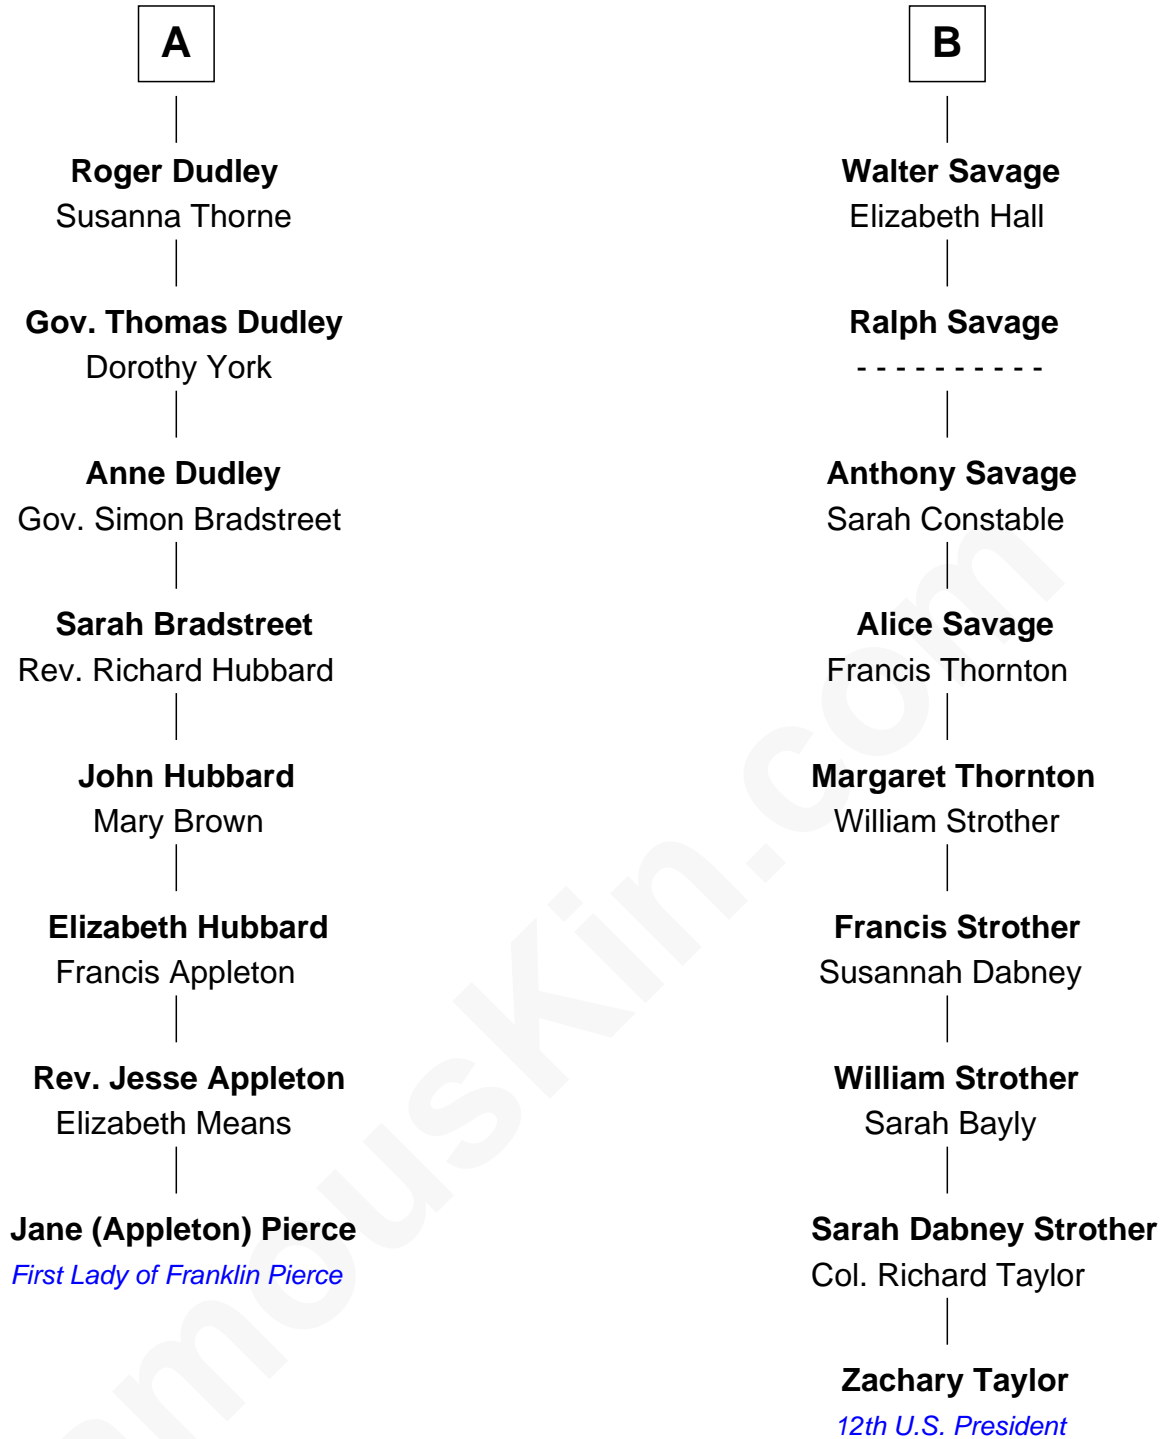 A
Roger Dudley
Susanna Thorne
Gov. Thomas Dudley
Dorothy York
Anne Dudley
Gov. Simon Bradstreet
Sarah Bradstreet
Rev. Richard Hubbard
John Hubbard
Mary Brown
Elizabeth Hubbard
Francis Appleton
Rev. Jesse Appleton
Elizabeth Means
Jane (Appleton) Pierce
First Lady of Franklin Pierce
B
Walter Savage
Elizabeth Hall
Ralph Savage
- - - - - - - - - -
Anthony Savage
Sarah Constable
Alice Savage
Francis Thornton
Margaret Thornton
William Strother
Francis Strother
Susannah Dabney
William Strother
Sarah Bayly
Sarah Dabney Strother
Col. Richard Taylor
Zachary Taylor
12th U.S. President
amousKin.com